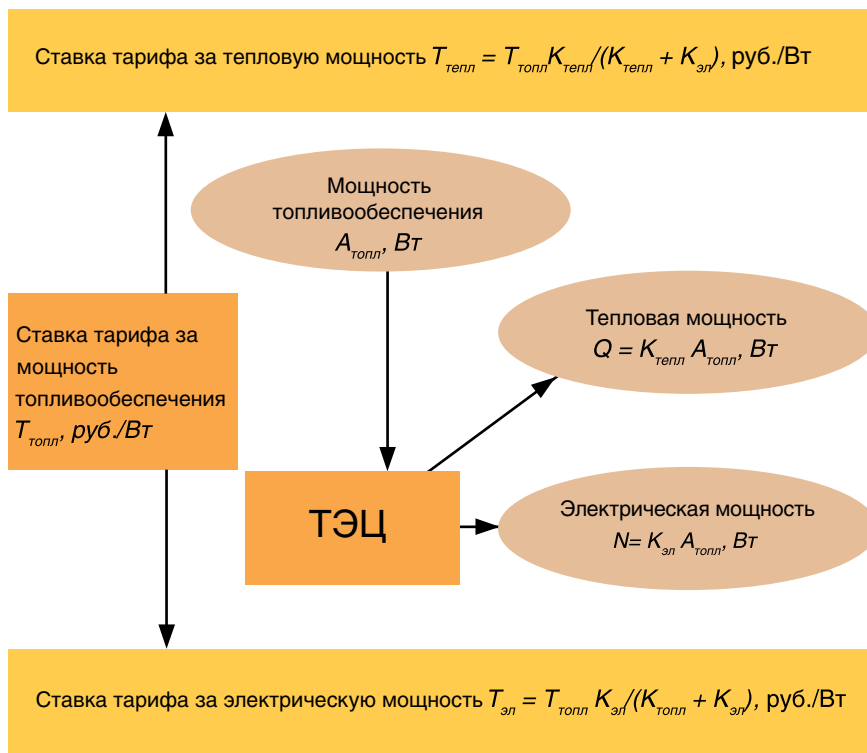 Ставка тарифа за тепловую мощность Tтепл = TтоплKтепл/(Kтепл + Kэл), руб./Вт
Мощность
топливообеспечения
Aтопл, Вт
Ставка тарифа за
мощность
топливообеспечения
Tтопл, руб./Вт
Тепловая мощность
Q = Kтепл Aтопл, Вт
ТЭЦ
Электрическая мощность
N= Kэл Aтопл, Вт
Ставка тарифа за электрическую мощность Tэл = Tтопл Kэл/(Kтопл + Kэл), руб./Вт